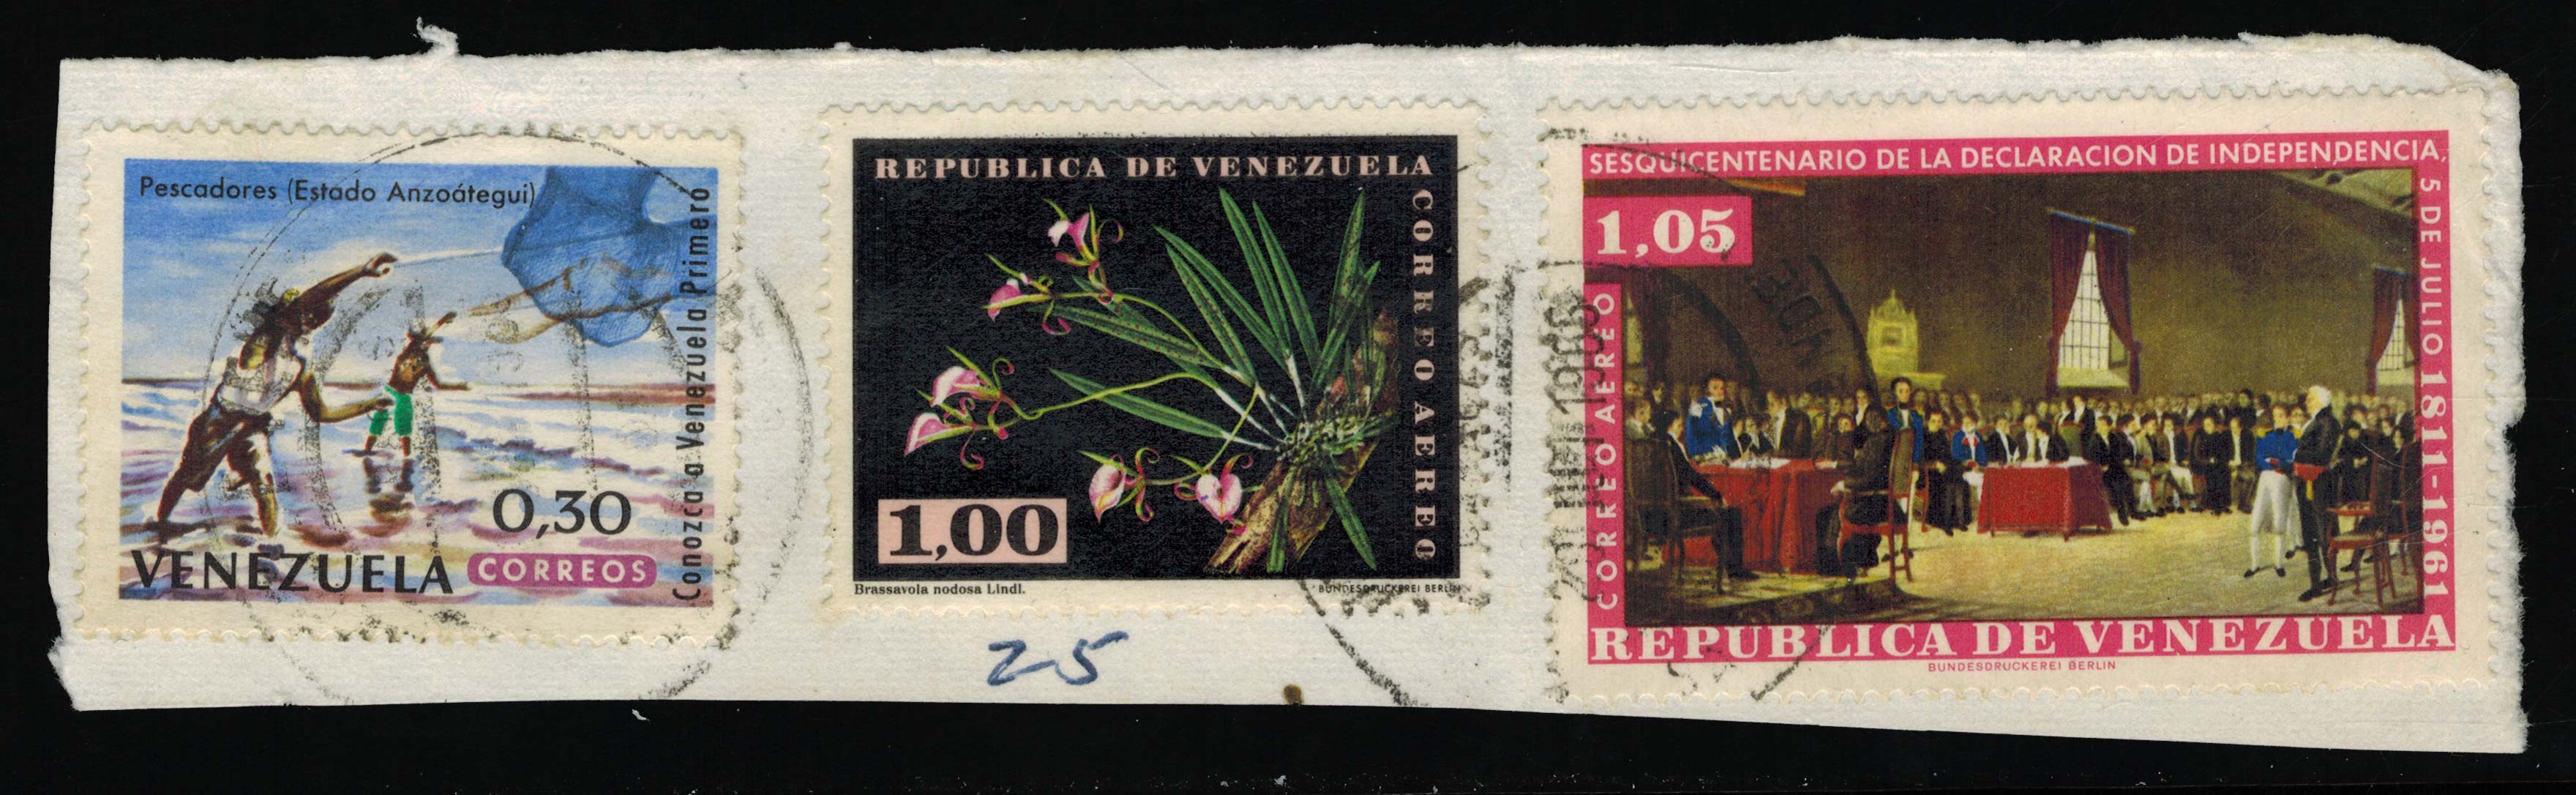 Pescadores (Estado Anzoátegui)
Conozca a Venezuela Primero
0,30
VENEZUELA CORREOS
REPUBLICA DE VENEZUELA
CORREO AEREO
1,00
Brassavola nodosa Lindl.
BUNDESDRUCKEREI BERLIN
25
SESQUICENTENARIO DE LA DECLARACION DE INDEPENDENCIA,
5 DE JULIO 1811-1961
1,05
CORREO AEREO
REPUBLICA DE VENEZUELA
BUNDESDRUCKEREI BERLIN